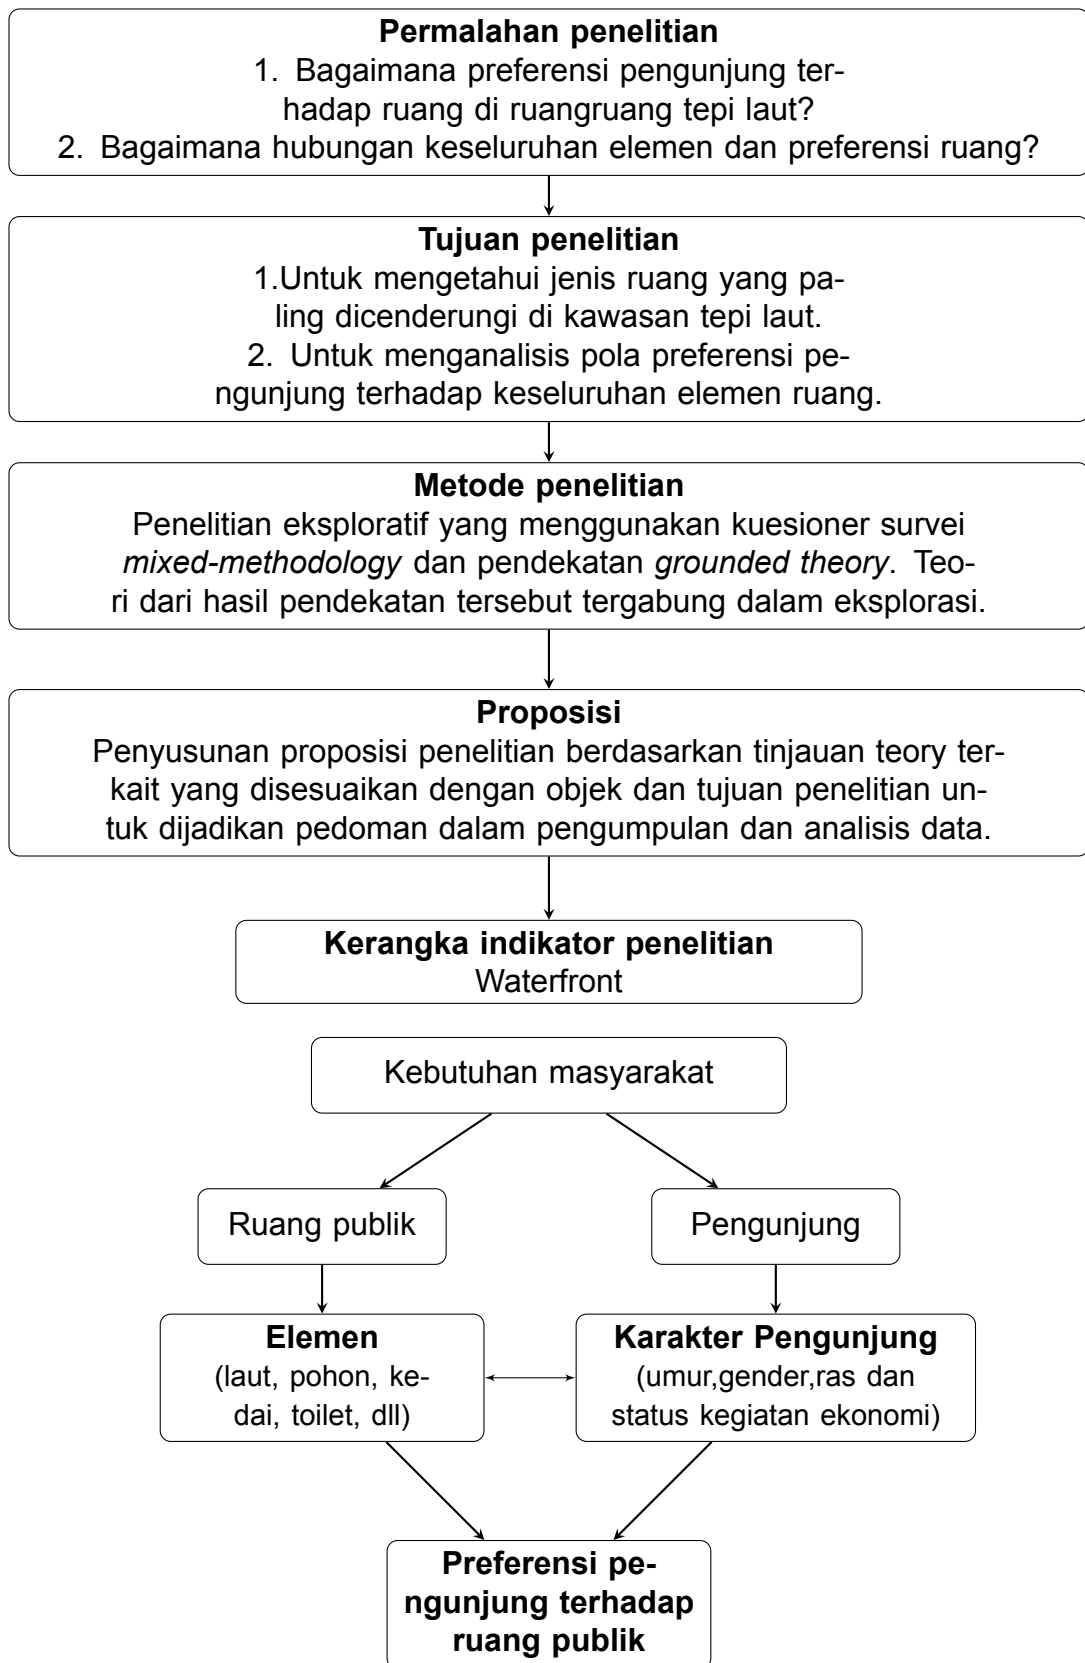 Permalahan penelitian
1. Bagaimana preferensi pengunjung ter-
hadap ruang di ruangruang tepi laut?
2. Bagaimana hubungan keseluruhan elemen dan preferensi ruang?
Tujuan penelitian
1.Untuk mengetahui jenis ruang yang pa-
ling dicenderungi di kawasan tepi laut.
2. Untuk menganalisis pola preferensi pe-
ngunjung terhadap keseluruhan elemen ruang.
Metode penelitian
Penelitian eksploratif yang menggunakan kuesioner survei
mixed-methodology dan pendekatan grounded theory. Teo-
ri dari hasil pendekatan tersebut tergabung dalam eksplorasi.
Proposisi
Penyusunan proposisi penelitian berdasarkan tinjauan teory ter-
kait yang disesuaikan dengan objek dan tujuan penelitian un-
tuk dijadikan pedoman dalam pengumpulan dan analisis data.
Kerangka indikator penelitian
Waterfront
Kebutuhan masyarakat
Ruang publik
Pengunjung
Elemen
(laut, pohon, ke-
dai, toilet, dll)
Karakter Pengunjung
(umur,gender,ras dan
status kegiatan ekonomi)
Preferensi pe-
ngunjung terhadap
ruang publik